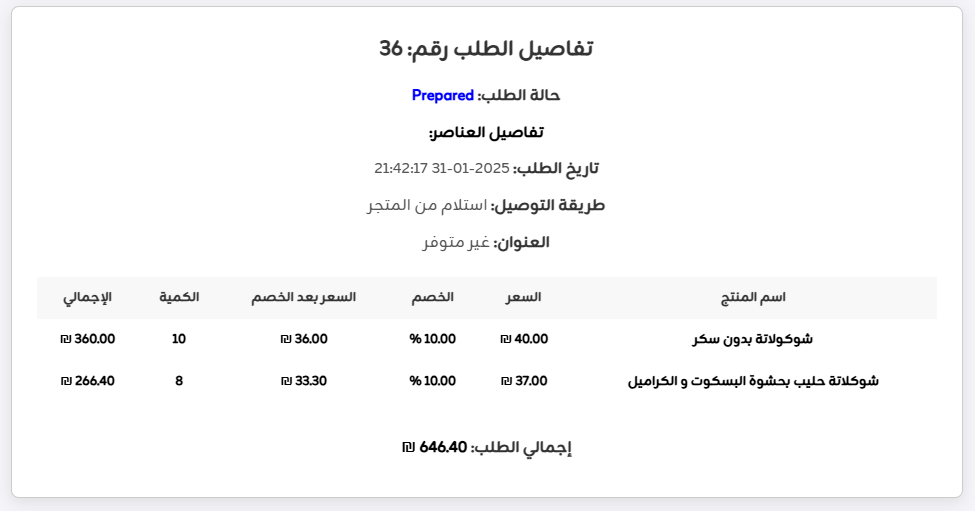 تفاصيل الطلب رقم: 36
حالة الطلب: Prepared
تفاصيل العناصر:
تاريخ الطلب: 2025-01-31 21:42:17
طريقة التوصيل: استلام من المتجر
العنوان: غير متوفر
اسم المنتج السعر الخصم السعر بعد الخصم الكمية الإجمالي
شوكولاتة بدون سكر 40.00 ₪ 10.00 % 36.00 ₪ 10 360.00 ₪
شوكلاتة حليب بحشوة البسكوت و الكراميل 37.00 ₪ 10.00 % 33.30 ₪ 8 266.40 ₪
إجمالي الطلب: 646.40 ₪